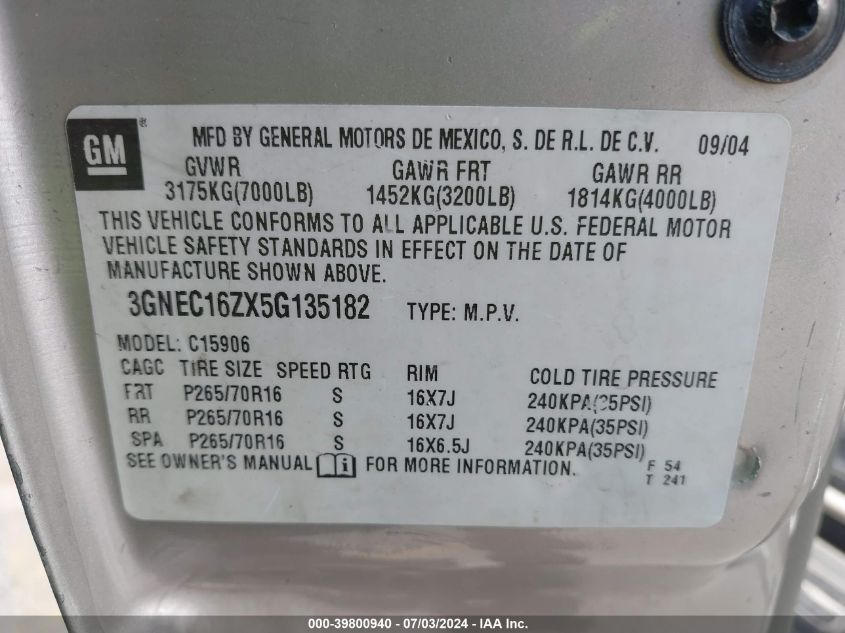 GM ® MFD BY GENERAL MOTORS DE MEXICO, S. DE R.L. DE C.V. 09/04
GVWR GAWR FRT GAWR RR
3175KG(7000LB) 1452KG(3200LB) 1814KG(4000LB)
THIS VEHICLE CONFORMS TO ALL APPLICABLE U.S. FEDERAL MOTOR
VEHICLE SAFETY STANDARDS IN EFFECT ON THE DATE OF
MANUFACTURE SHOWN ABOVE.
3GNEC16ZX5G135182 TYPE: M.P.V.
MODEL: C15906
CAGC TIRE SIZE SPEED RTG RIM COLD TIRE PRESSURE
FRT P265/70R16 S 16X7J 240KPA(35PSI)
RR P265/70R16 S 16X7J 240KPA(35PSI)
SPA P265/70R16 S 16X6.5J 240KPA(35PSI)
SEE OWNER'S MANUAL i FOR MORE INFORMATION.
F 54
T 241
000-39800940 - 07/03/2024 - IAA Inc.